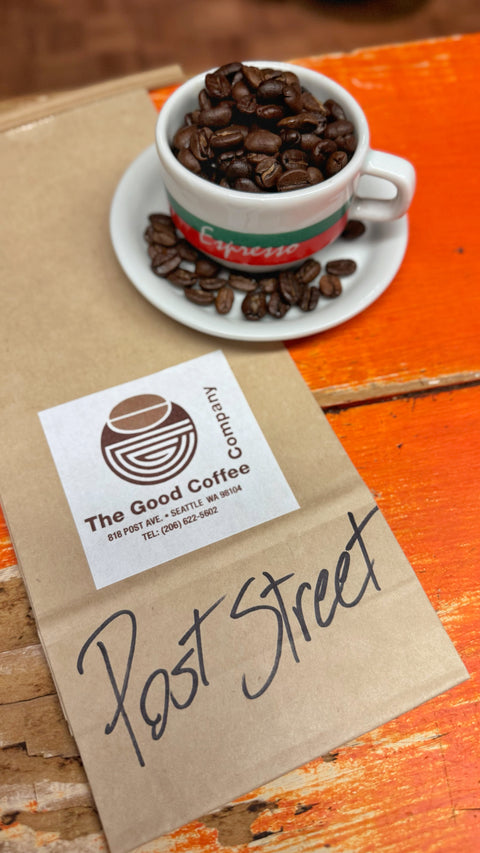 Espresso
The Good Coffee Company
818 POST AVE. • SEATTLE WA 98104
TEL: (206) 622-5602
Post Street